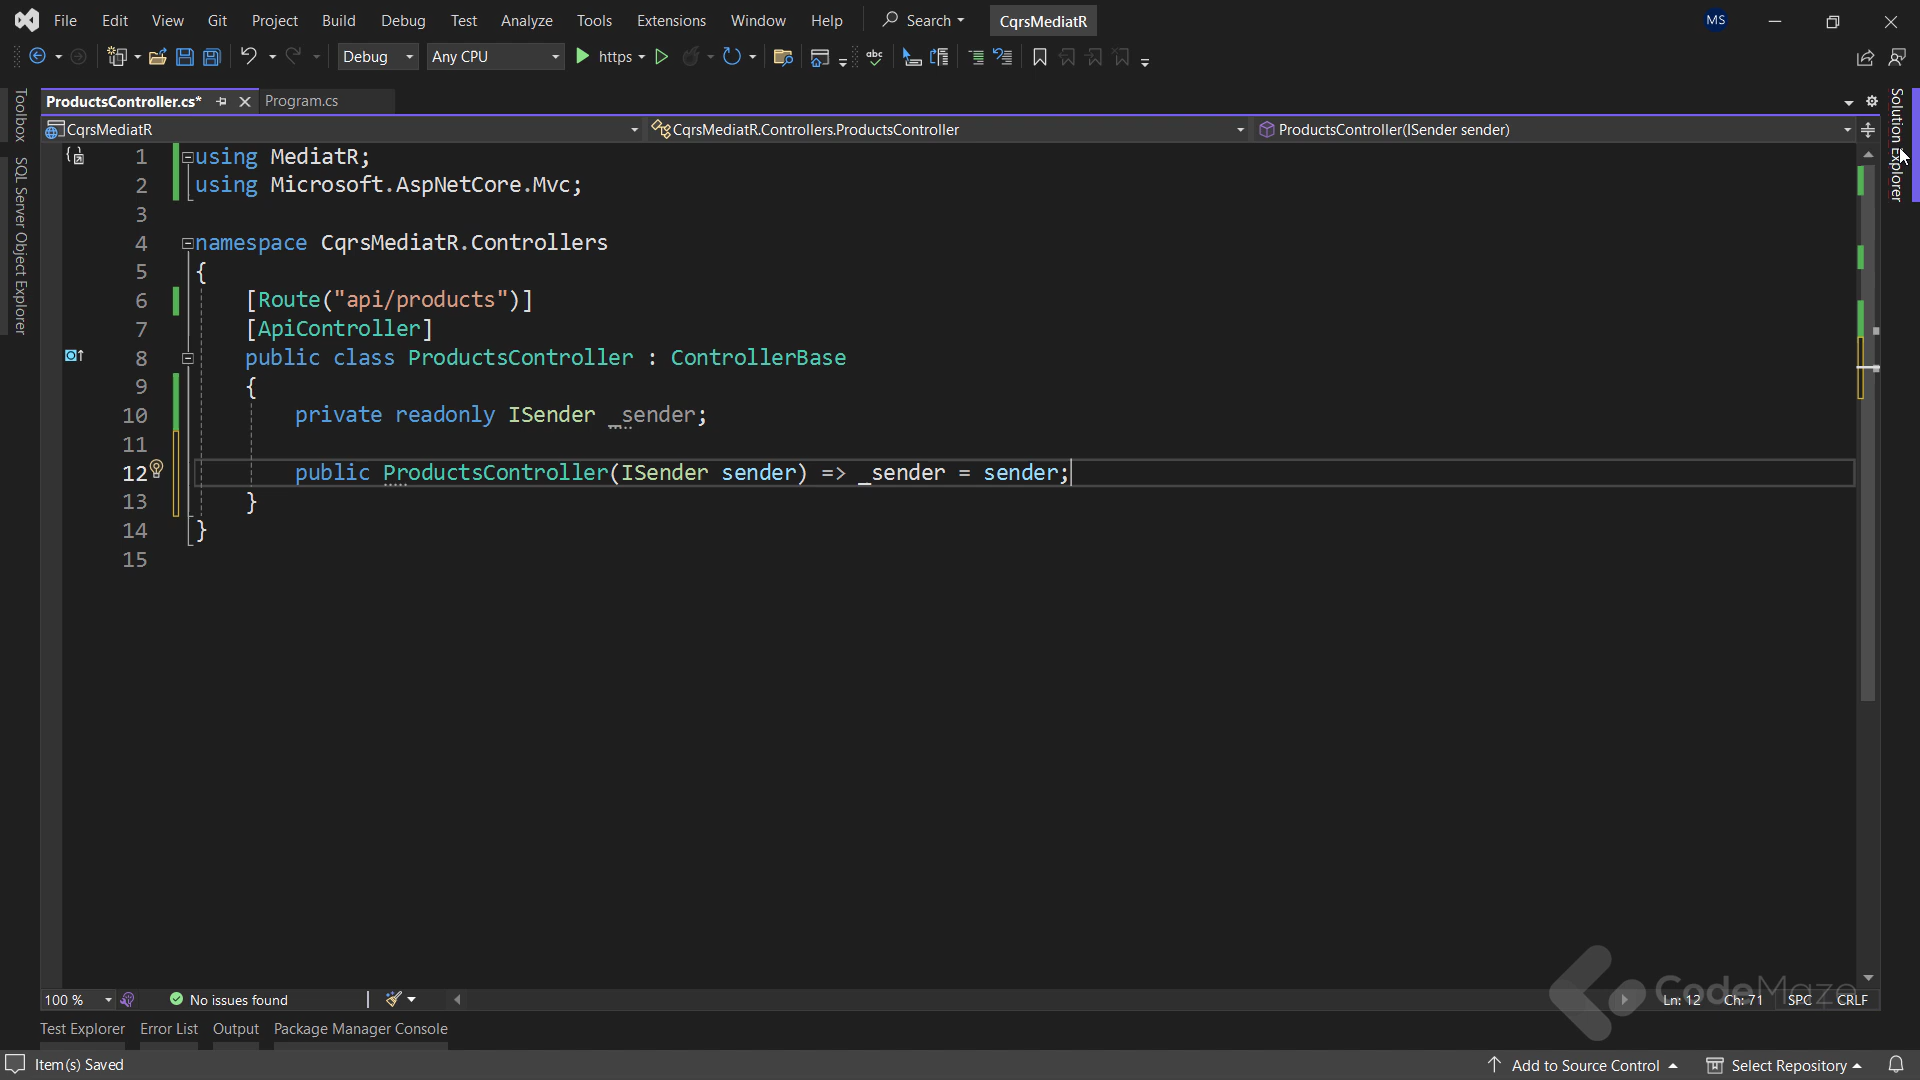 File Edit View Git Project Build Debug Test Analyze Tools Extensions Window Help Search CqrsMediatR MS
Debug Any CPU https abc
ProductsController.cs* Program.cs
CqrsMediatR CqrsMediatR.Controllers.ProductsController ProductsController(ISender sender)
Toolbox
SQL Server Object Explorer
Solution Explorer
1 using MediatR;
2 using Microsoft.AspNetCore.Mvc;
3
4 namespace CqrsMediatR.Controllers
5 {
6 [Route("api/products")]
7 [ApiController]
8 public class ProductsController : ControllerBase
9 {
10 private readonly ISender _sender;
11
12 public ProductsController(ISender sender) => _sender = sender;
13 }
14 }
15
CodeMaze
100 % No issues found Ln: 12 Ch: 71 SPC CRLF
Test Explorer Error List Output Package Manager Console
Item(s) Saved Add to Source Control Select Repository